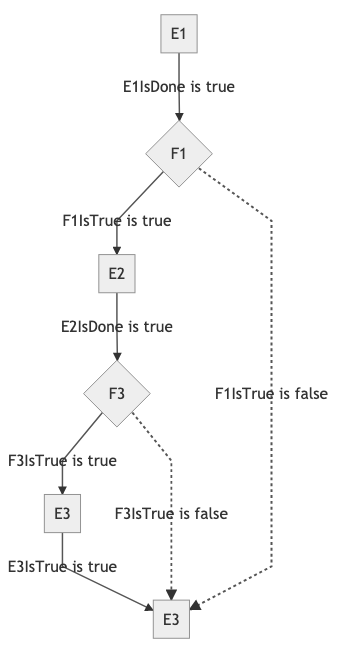 E1
E1IsDone is true
F1
F1IsTrue is true
E2
E2IsDone is true
F3
F1IsTrue is false
F3IsTrue is true
E3
F3IsTrue is false
E3IsTrue is true
E3